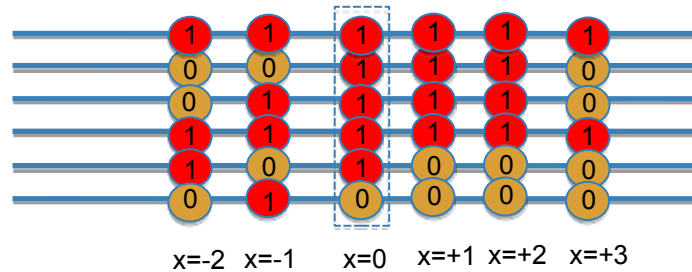 1 1 1 1 1 1
0 0 1 1 1 0
0 1 1 1 1 0
1 1 1 1 1 1
1 0 1 0 0 0
0 1 0 0 0 0
x=-2 x=-1 x=0 x=+1 x=+2 x=+3